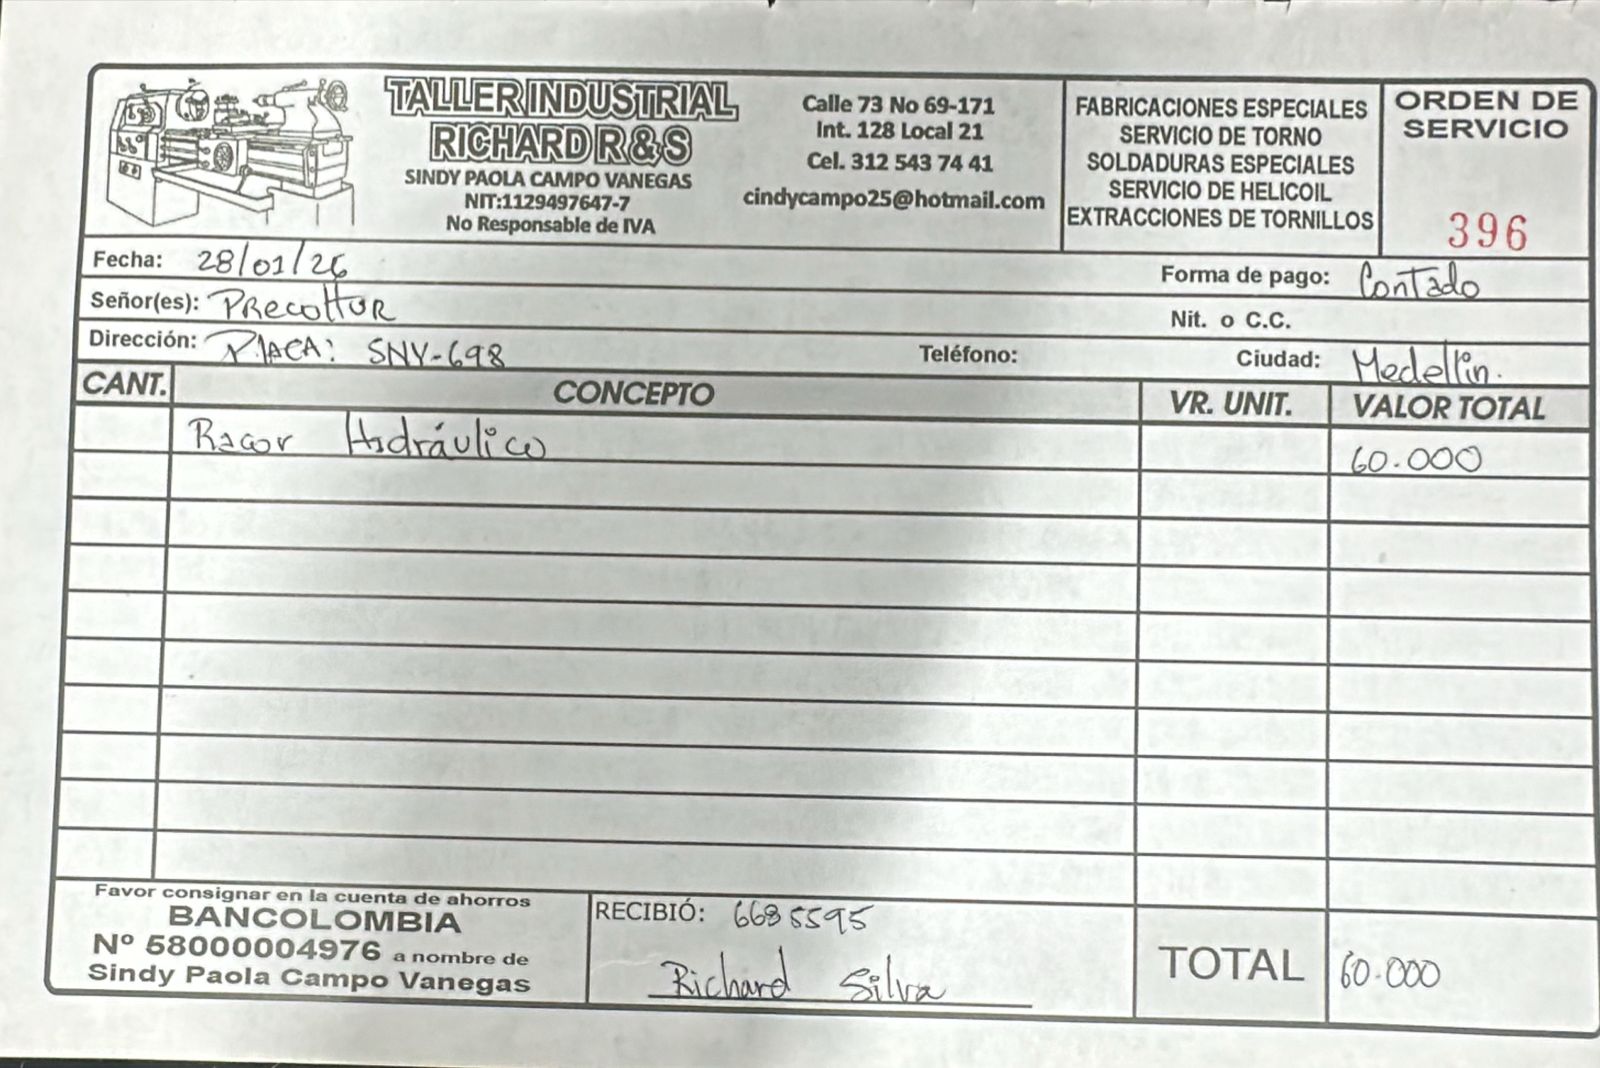 TALLER INDUSTRIAL
RICHARD R & S
SINDY PAOLA CAMPO VANEGAS
NIT:1129497647-7
No Responsable de IVA
Calle 73 No 69-171
Int. 128 Local 21
Cel. 312 543 74 41
cindycampo25@hotmail.com
FABRICACIONES ESPECIALES
SERVICIO DE TORNO
SOLDADURAS ESPECIALES
SERVICIO DE HELICOIL
EXTRACCIONES DE TORNILLOS
ORDEN DE
SERVICIO
396
Fecha: 28/01/26 Forma de pago: Contado
Señor(es): Precoltur Nit. o C.C.
Dirección: PLACA: SNY-698 Teléfono: Ciudad: Medellin.
CANT. CONCEPTO VR. UNIT. VALOR TOTAL
Racor Hidráulico 60.000
Favor consignar en la cuenta de ahorros
BANCOLOMBIA
Nº 58000004976 a nombre de
Sindy Paola Campo Vanegas
RECIBIÓ: 6685595
Richard Silva
TOTAL 60.000